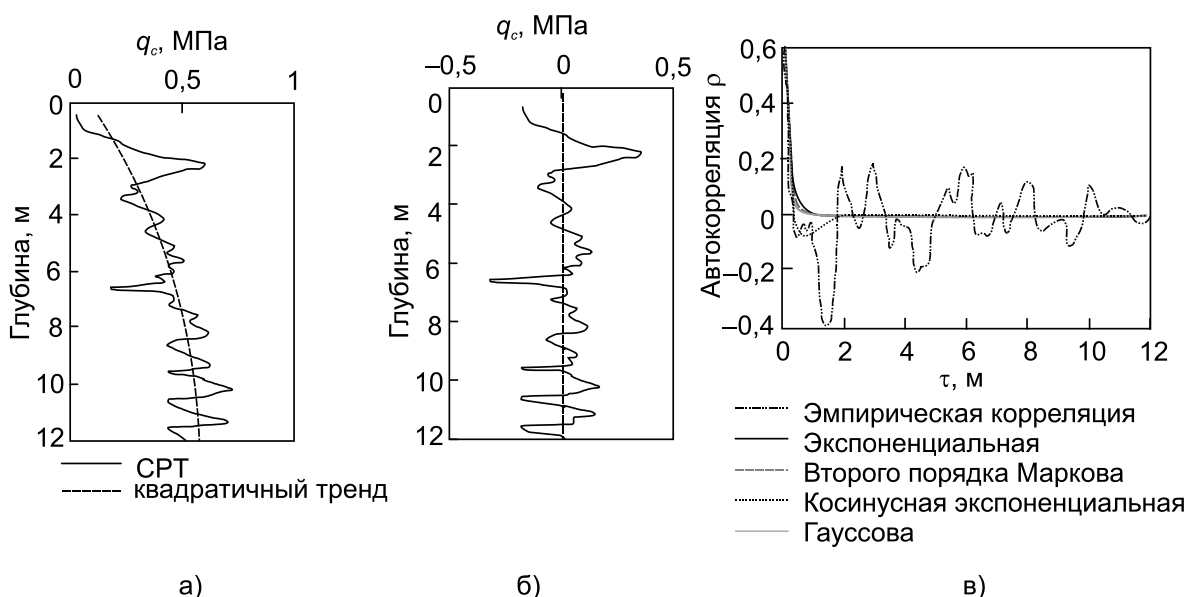 q_c, МПа
0
0,5
1
0
2
4
6
8
10
12
Глубина, м
СРТ
квадратичный тренд
а)
q_c, МПа
–0,5
0
0,5
0
2
4
6
8
10
12
Глубина, м
б)
0,6
0,4
0,2
0
–0,2
–0,4
Автокорреляция ρ
0
2
4
6
8
10
12
τ, м
Эмпирическая корреляция
Экспоненциальная
Второго порядка Маркова
Косинусная экспоненциальная
Гауссова
в)